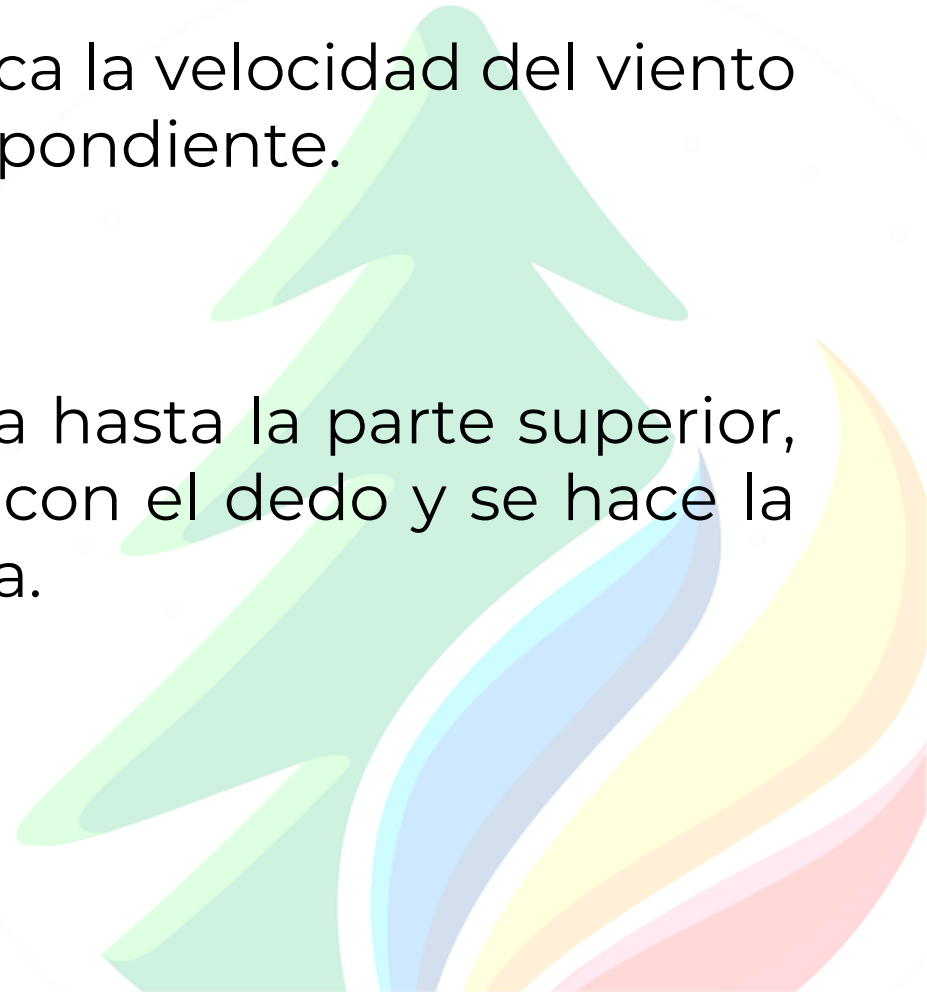 ca la velocidad del viento
pondiente.
a hasta la parte superior,
con el dedo y se hace la
a.